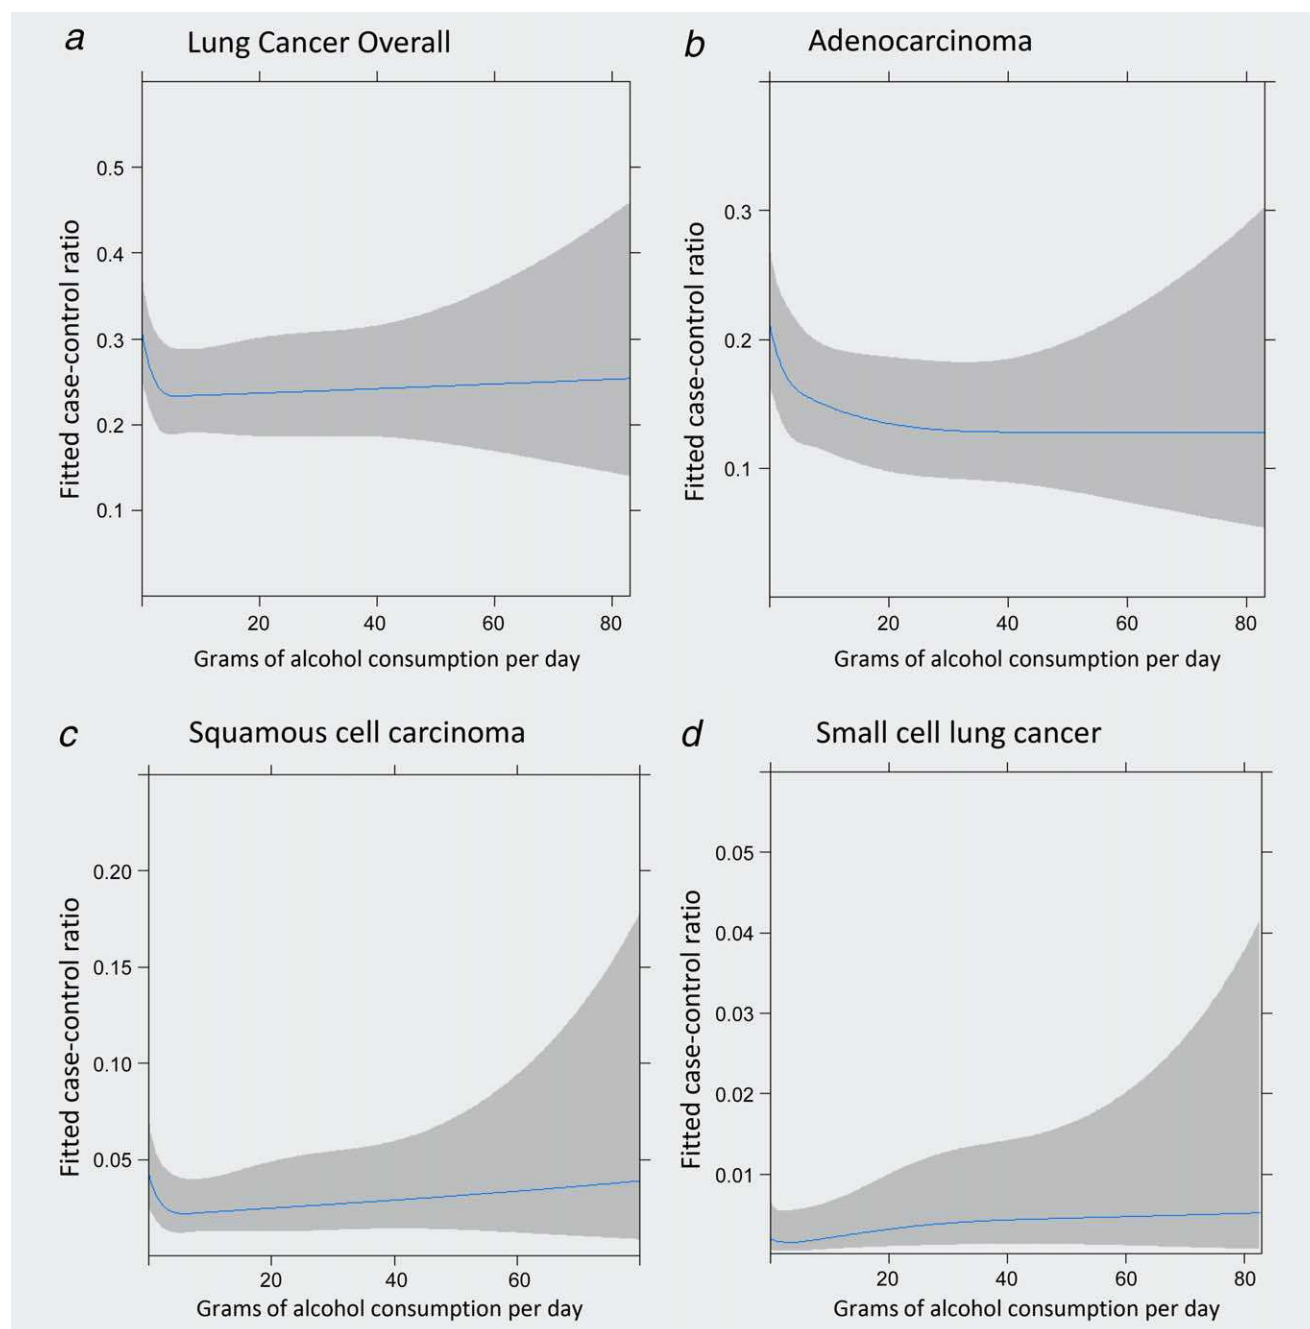 a Lung Cancer Overall
Fitted case-control ratio
0.5
0.4
0.3
0.2
0.1
20 40 60 80
Grams of alcohol consumption per day
b Adenocarcinoma
Fitted case-control ratio
0.3
0.2
0.1
20 40 60 80
Grams of alcohol consumption per day
c Squamous cell carcinoma
Fitted case-control ratio
0.20
0.15
0.10
0.05
20 40 60
Grams of alcohol consumption per day
d Small cell lung cancer
Fitted case-control ratio
0.05
0.04
0.03
0.02
0.01
20 40 60 80
Grams of alcohol consumption per day